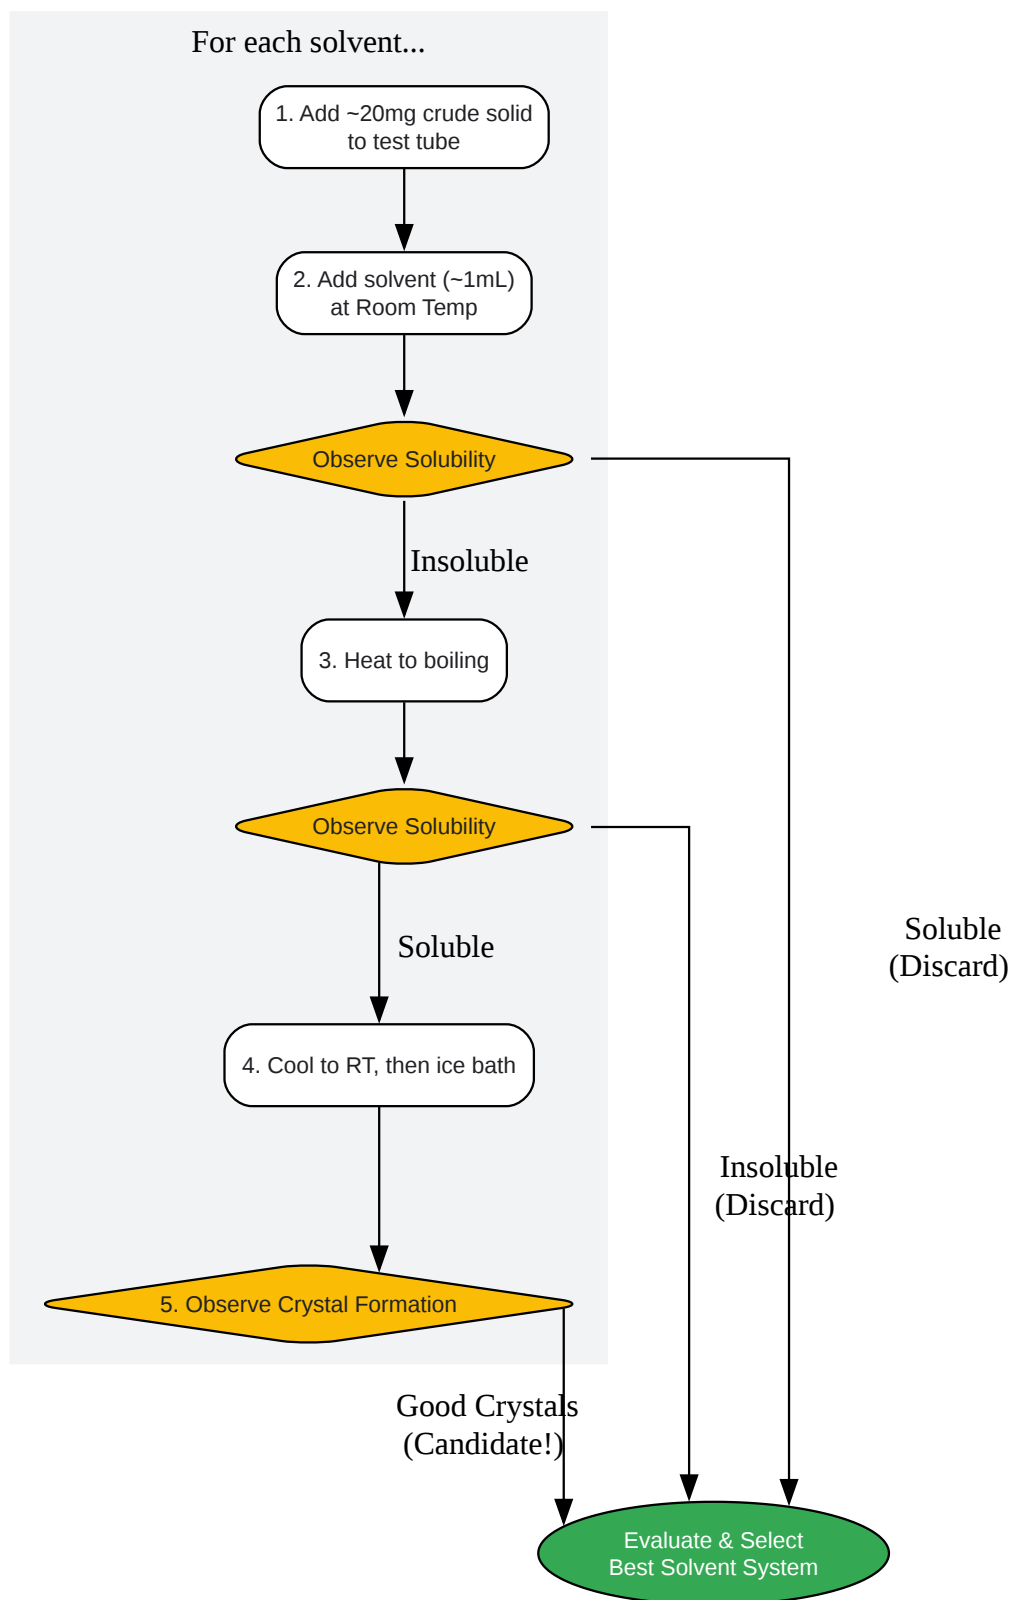 For each solvent...
1. Add ~20mg crude solid
to test tube
2. Add solvent (~1mL)
at Room Temp
Observe Solubility
Insoluble
3. Heat to boiling
Observe Solubility
Soluble
(Discard)
Soluble
4. Cool to RT, then ice bath
Insoluble
(Discard)
5. Observe Crystal Formation
Good Crystals
(Candidate!)
Evaluate & Select
Best Solvent System